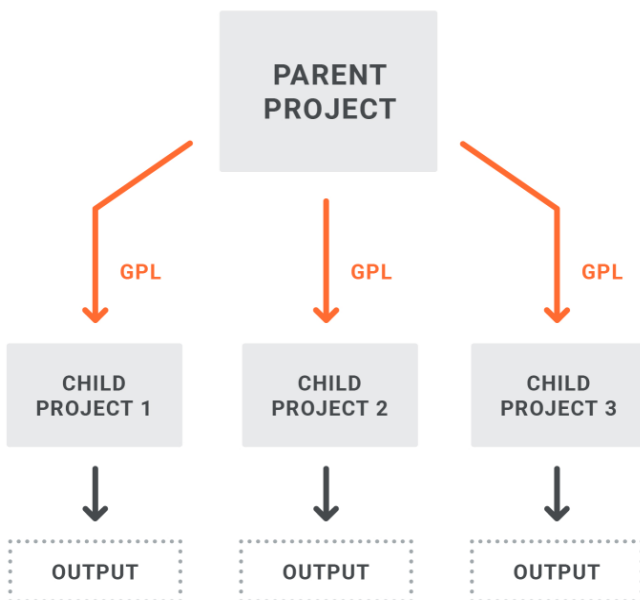 PARENT
PROJECT
GPL GPL GPL
CHILD CHILD CHILD
PROJECT 1 PROJECT 2 PROJECT 3
OUTPUT OUTPUT OUTPUT